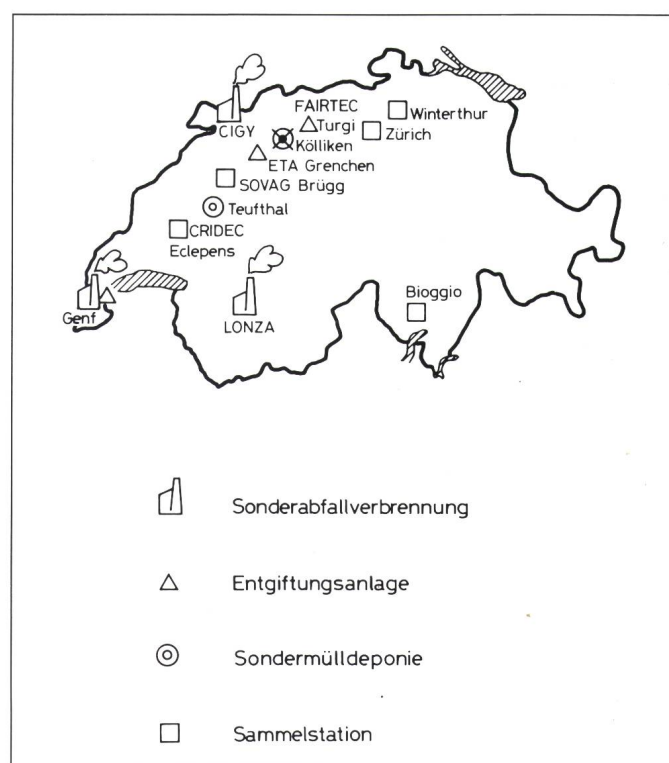 FAIRTEC
Winterthur
Turgi
Zürich
CIGY
Kölliken
ETA Grenchen
SOVAG Brügg
Teufthal
CRIDEC
Eclepens
Genf
LONZA
Bioggio
Sonderabfallverbrennung
Entgiftungsanlage
Sondermülldeponie
Sammelstation